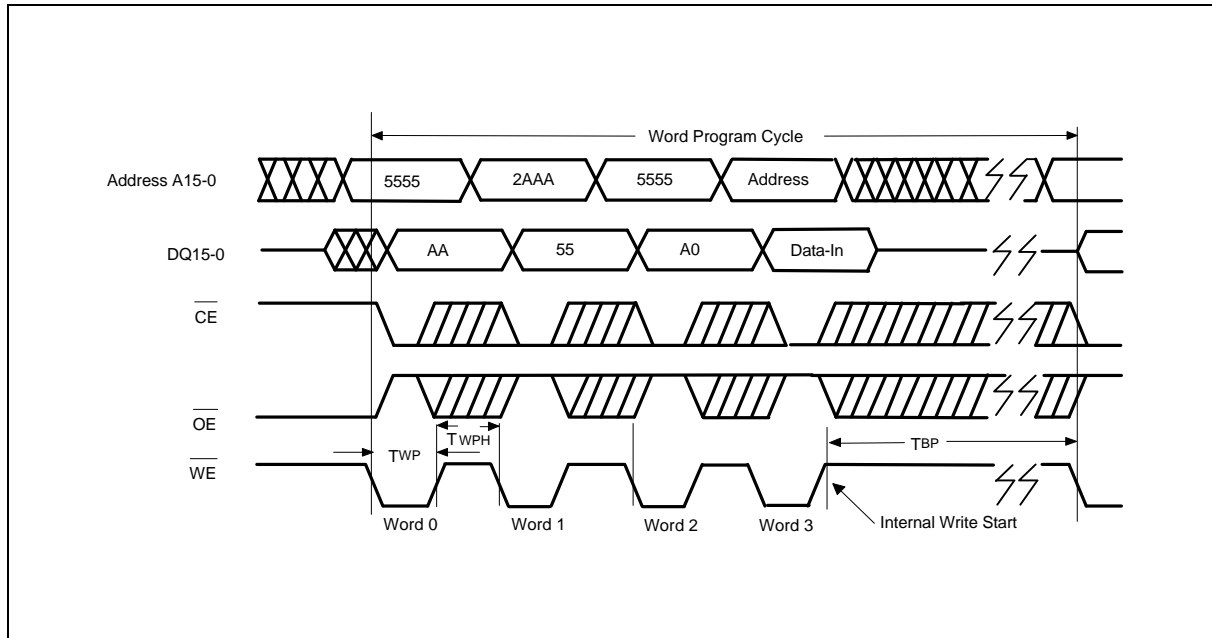 Word Program Cycle
Address A15-0 5555 2AAA 5555 Address
DQ15-0 AA 55 A0 Data-In
CE
OE
TWP TWPH TBP
WE
Word 0 Word 1 Word 2 Word 3 Internal Write Start